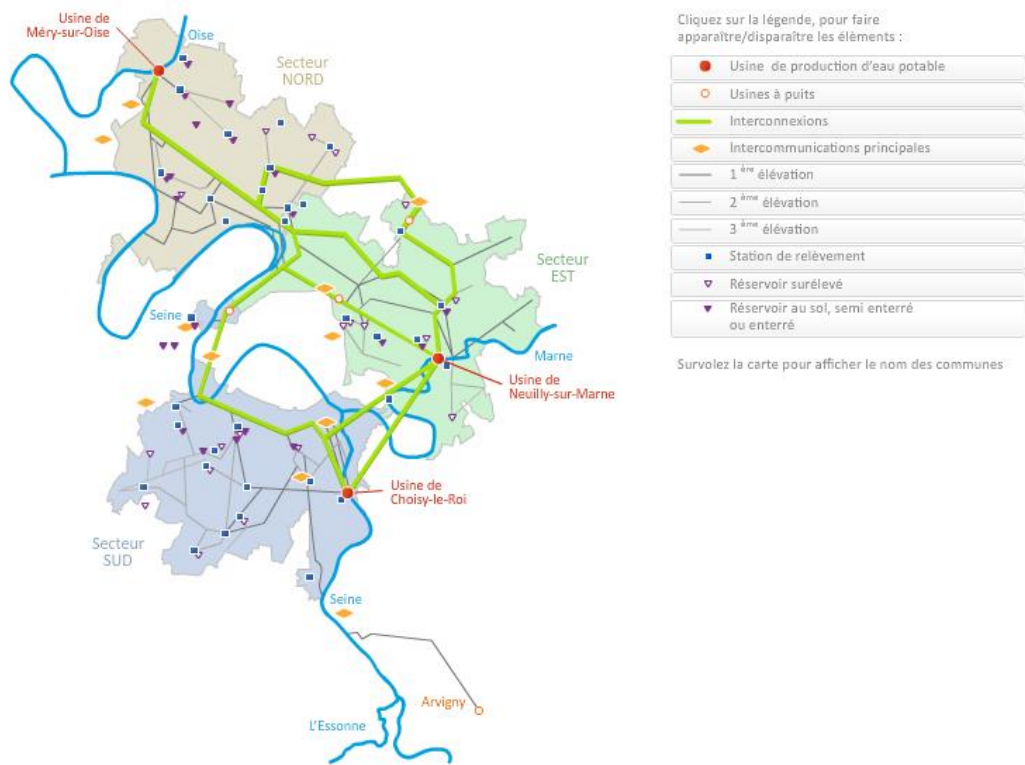 Usine de
Méry-sur-Oise
Oise
Secteur
NORD
Secteur
EST
Seine
Marne
Usine de
Neuilly-sur-Marne
Usine de
Choisy-le-Roi
Secteur
SUD
Seine
Arvigny
L'Essonne
Cliquez sur la légende, pour faire
apparaître/disparaître les élèments :
Usine de production d'eau potable
Usines à puits
Interconnexions
Intercommunications principales
1 ère élévation
2 ème élévation
3 ème élévation
Station de relèvement
Réservoir surélevé
Réservoir au sol, semi enterré
ou enterré
Survolez la carte pour afficher le nom des communes